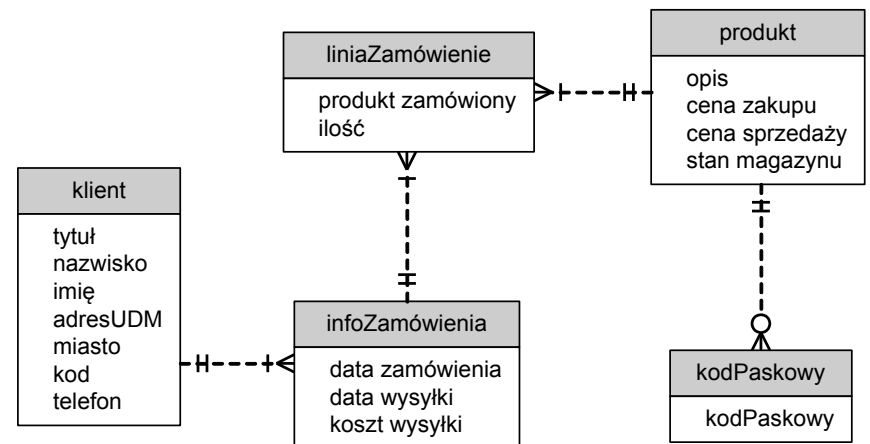 liniaZamówienie
produkt zamówiony
ilość
produkt
opis
cena zakupu
cena sprzedaży
stan magazynu
klient
tytuł
nazwisko
imię
adresUDM
miasto
kod
telefon
infoZamówienia
data zamówienia
data wysyłki
koszt wysyłki
kodPaskowy
kodPaskowy